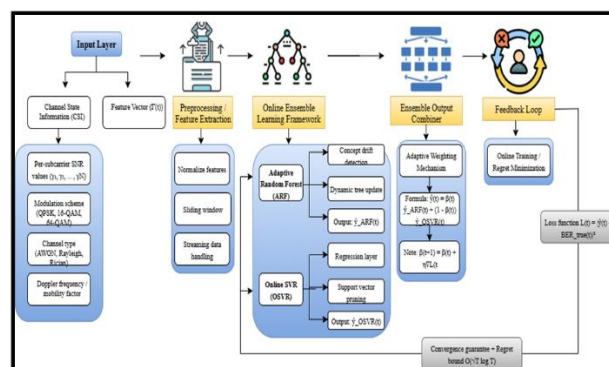 Input Layer
Channel State
Information (CSI)
Feature Vector (Γ(t))
Per-subcarrier SNR
values (γ₁, γ₂, ..., γN)
Modulation scheme
(QPSK, 16-QAM,
64-QAM)
Channel type
(AWGN, Rayleigh,
Rician)
Doppler frequency /
mobility factor
Preprocessing /
Feature Extraction
Normalize features
Sliding window
Streaming data
handling
Online Ensemble
Learning Framework
Adaptive
Random Forest
(ARF)
Concept drift
detection
Dynamic tree update
Output: ŷ_ARF(t)
Online SVR
(OSVR)
Regression layer
Support vector
pruning
Output: ŷ_OSVR(t)
Ensemble Output
Combiner
Adaptive Weighting
Mechanism
Formula: ŷ(t) = β(t)
ŷ_ARF(t) + (1 - β(t))
ŷ_OSVR(t)
Note: β(t+1) = β(t) +
η∇L(t
Feedback Loop
Online Training /
Regret Minimization
Loss function L(t) = ŷ(t) -
BER_true(t)²
Convergence guarantee + Regret
bound O(√T log T)